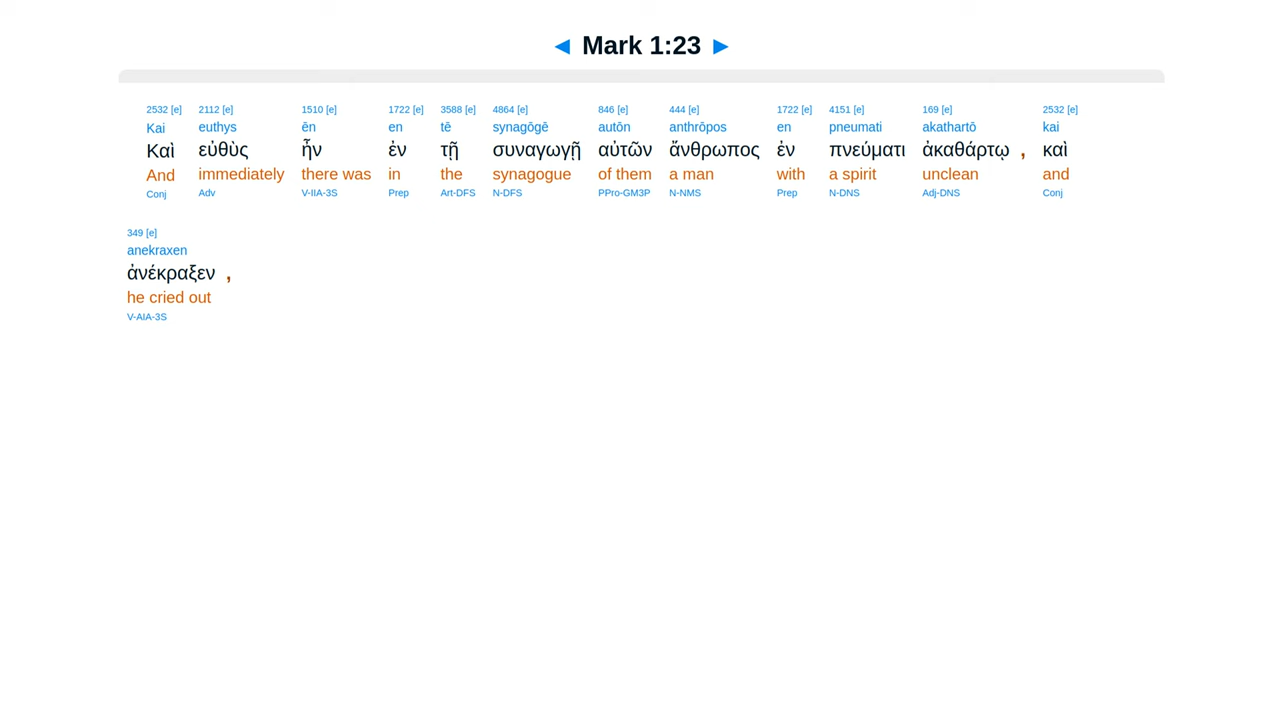 ◄ Mark 1:23 ►
2532 [e] 2112 [e] 1510 [e] 1722 [e] 3588 [e] 4864 [e] 846 [e] 444 [e] 1722 [e] 4151 [e] 169 [e] 2532 [e]
Kai euthys ēn en tē synagōgē autōn anthrōpos en pneumati akathartō kai
Καὶ εὐθὺς ἦν ἐν τῇ συναγωγῇ αὐτῶν ἄνθρωπος ἐν πνεύματι ἀκαθάρτῳ , καὶ
And immediately there was in the synagogue of them a man with a spirit unclean and
Conj Adv V-IIA-3S Prep Art-DFS N-DFS PPro-GM3P N-NMS Prep N-DNS Adj-DNS Conj
349 [e]
anekraxen
ἀνέκραξεν ,
he cried out
V-AIA-3S